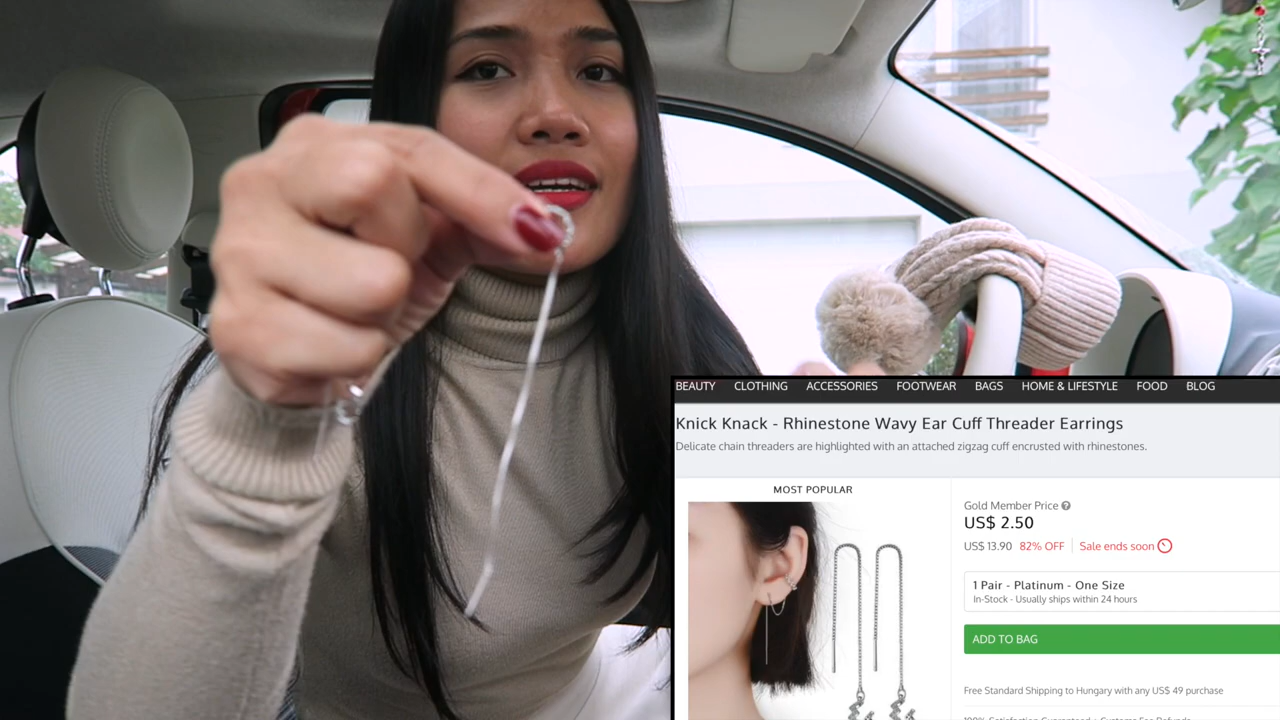 BEAUTY CLOTHING ACCESSORIES FOOTWEAR BAGS HOME & LIFESTYLE FOOD BLOG
Knick Knack - Rhinestone Wavy Ear Cuff Threader Earrings
Delicate chain threaders are highlighted with an attached zigzag cuff encrusted with rhinestones.
MOST POPULAR
Gold Member Price
US$ 2.50
US$ 13.90 82% OFF Sale ends soon
1 Pair - Platinum - One Size
In-Stock - Usually ships within 24 hours
ADD TO BAG
Free Standard Shipping to Hungary with any US$ 49 purchase